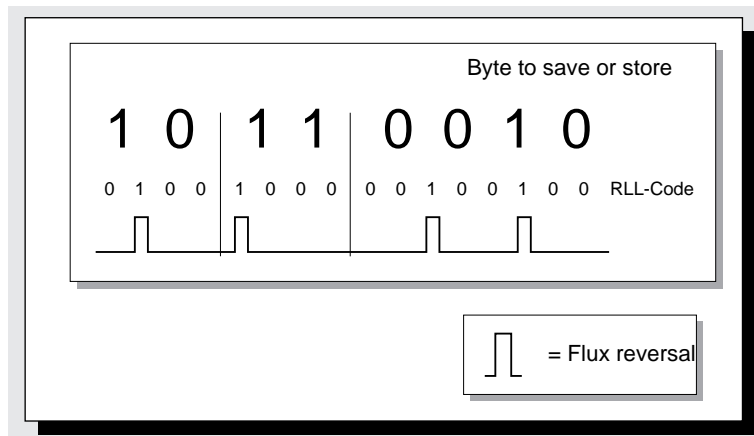 Byte to save or store
1 0 1 1 0 0 1 0
0 1 0 0 1 0 0 0 0 0 1 0 0 1 0 0 RLL-Code
= Flux reversal